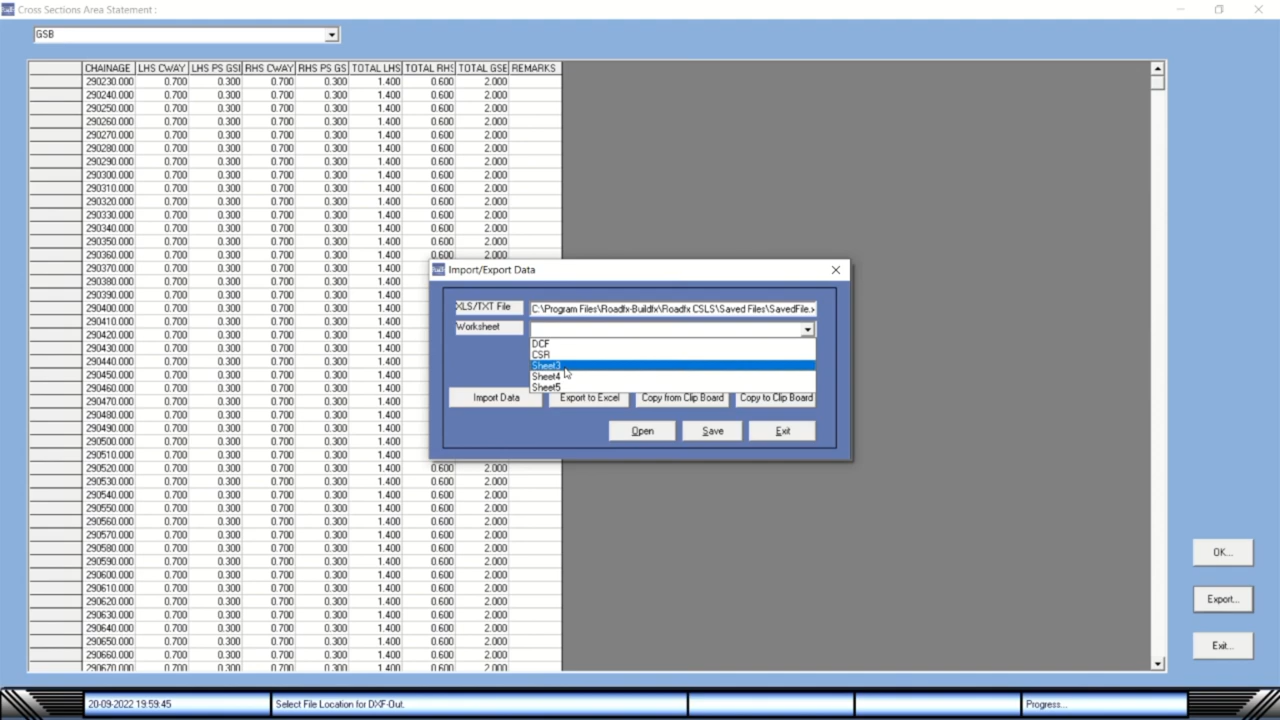 Cross Sections Area Statement :
GSB
CHAINAGE LHS CWAY LHS PS GSI RHS CWAY RHS PS GS TOTAL LHS TOTAL RHS TOTAL GSE REMARKS
290230.000 0.700 0.300 0.700 0.300 1.400 0.600 2.000
290240.000 0.700 0.300 0.700 0.300 1.400 0.600 2.000
290250.000 0.700 0.300 0.700 0.300 1.400 0.600 2.000
290260.000 0.700 0.300 0.700 0.300 1.400 0.600 2.000
290270.000 0.700 0.300 0.700 0.300 1.400 0.600 2.000
290280.000 0.700 0.300 0.700 0.300 1.400 0.600 2.000
290290.000 0.700 0.300 0.700 0.300 1.400 0.600 2.000
290300.000 0.700 0.300 0.700 0.300 1.400 0.600 2.000
290310.000 0.700 0.300 0.700 0.300 1.400 0.600 2.000
290320.000 0.700 0.300 0.700 0.300 1.400 0.600 2.000
290330.000 0.700 0.300 0.700 0.300 1.400 0.600 2.000
290340.000 0.700 0.300 0.700 0.300 1.400 0.600 2.000
290350.000 0.700 0.300 0.700 0.300 1.400 0.600 2.000
290360.000 0.700 0.300 0.700 0.300 1.400 0.600 2.000
290370.000 0.700 0.300 0.700 0.300 1.400
290380.000 0.700 0.300 0.700 0.300 1.400
290390.000 0.700 0.300 0.700 0.300 1.400
290400.000 0.700 0.300 0.700 0.300 1.400
290410.000 0.700 0.300 0.700 0.300 1.400
290420.000 0.700 0.300 0.700 0.300 1.400
290430.000 0.700 0.300 0.700 0.300 1.400
290440.000 0.700 0.300 0.700 0.300 1.400
290450.000 0.700 0.300 0.700 0.300 1.400
290460.000 0.700 0.300 0.700 0.300 1.400
290470.000 0.700 0.300 0.700 0.300 1.400
290480.000 0.700 0.300 0.700 0.300 1.400
290490.000 0.700 0.300 0.700 0.300 1.400
290500.000 0.700 0.300 0.700 0.300 1.400
290510.000 0.700 0.300 0.700 0.300 1.400
290520.000 0.700 0.300 0.700 0.300 1.400 0.600 2.000
290530.000 0.700 0.300 0.700 0.300 1.400 0.600 2.000
290540.000 0.700 0.300 0.700 0.300 1.400 0.600 2.000
290550.000 0.700 0.300 0.700 0.300 1.400 0.600 2.000
290560.000 0.700 0.300 0.700 0.300 1.400 0.600 2.000
290570.000 0.700 0.300 0.700 0.300 1.400 0.600 2.000
290580.000 0.700 0.300 0.700 0.300 1.400 0.600 2.000
290590.000 0.700 0.300 0.700 0.300 1.400 0.600 2.000
290600.000 0.700 0.300 0.700 0.300 1.400 0.600 2.000
290610.000 0.700 0.300 0.700 0.300 1.400 0.600 2.000
290620.000 0.700 0.300 0.700 0.300 1.400 0.600 2.000
290630.000 0.700 0.300 0.700 0.300 1.400 0.600 2.000
290640.000 0.700 0.300 0.700 0.300 1.400 0.600 2.000
290650.000 0.700 0.300 0.700 0.300 1.400 0.600 2.000
290660.000 0.700 0.300 0.700 0.300 1.400 0.600 2.000
290670.000 0.700 0.300 0.700 0.300 1.400 0.600 2.000
Import/Export Data
XLS/TXT File C:\Program Files\Roadfx-Buildfx\Roadfx CSLS\Saved Files\SavedFile.x
Worksheet
DCF
CSR
Sheet3
Sheet4
Sheet5
Import Data Export to Excel Copy from Clip Board Copy to Clip Board
Open Save Exit
OK...
Export...
Exit...
20-09-2022 19:59:45 Select File Location for DXF-Out. Progress...